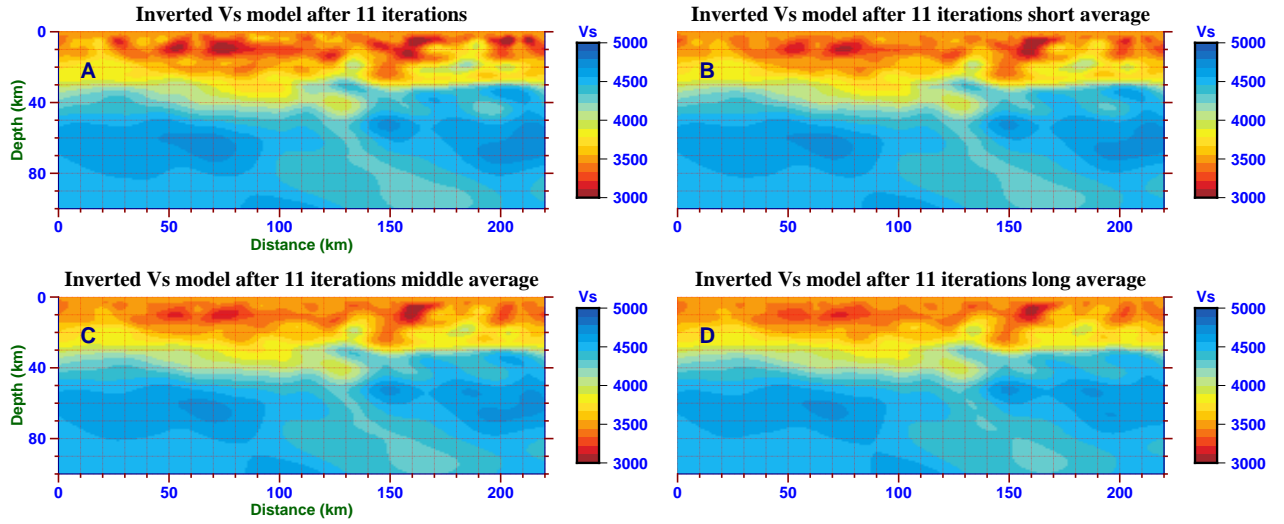 Inverted Vs model after 11 iterations
Inverted Vs model after 11 iterations short average
0
40
80
Depth (km)
A
0 50 100 150 200
Distance (km)
Vs
5000
4500
4000
3500
3000
B
0 50 100 150 200
Vs
5000
4500
4000
3500
3000
Inverted Vs model after 11 iterations middle average
Inverted Vs model after 11 iterations long average
0
40
80
Depth (km)
C
0 50 100 150 200
Distance (km)
Vs
5000
4500
4000
3500
3000
D
0 50 100 150 200
Vs
5000
4500
4000
3500
3000